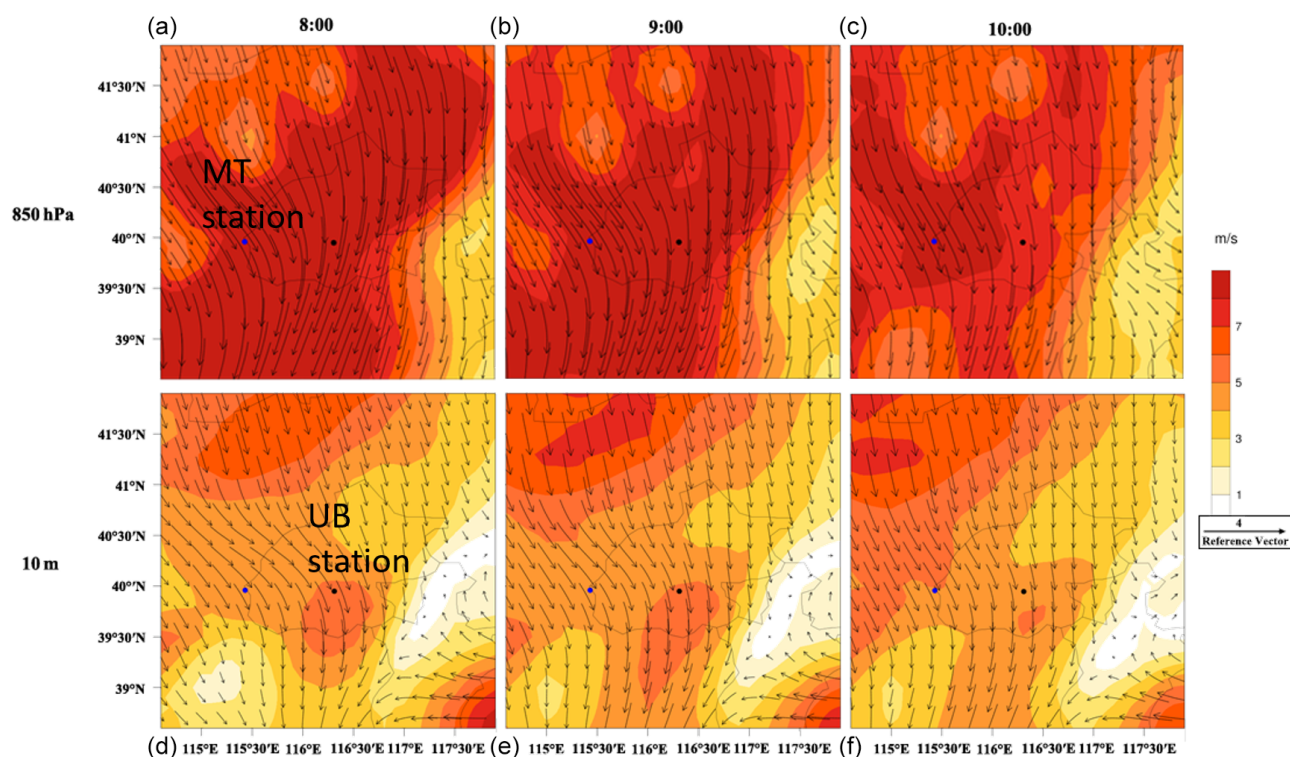 (a) 8:00 (b) 9:00 (c) 10:00
41°30'N
41°N
40°30'N
850 hPa
40°N
39°30'N
39°N
MT
station
m/s
7
5
3
1
4
Reference Vector
41°30'N
41°N
40°30'N
10 m
40°N
39°30'N
39°N
UB
station
(d) 115°E 115°30'E 116°E 116°30'E 117°E 117°30'E (e) 115°E 115°30'E 116°E 116°30'E 117°E 117°30'E (f) 115°E 115°30'E 116°E 116°30'E 117°E 117°30'E